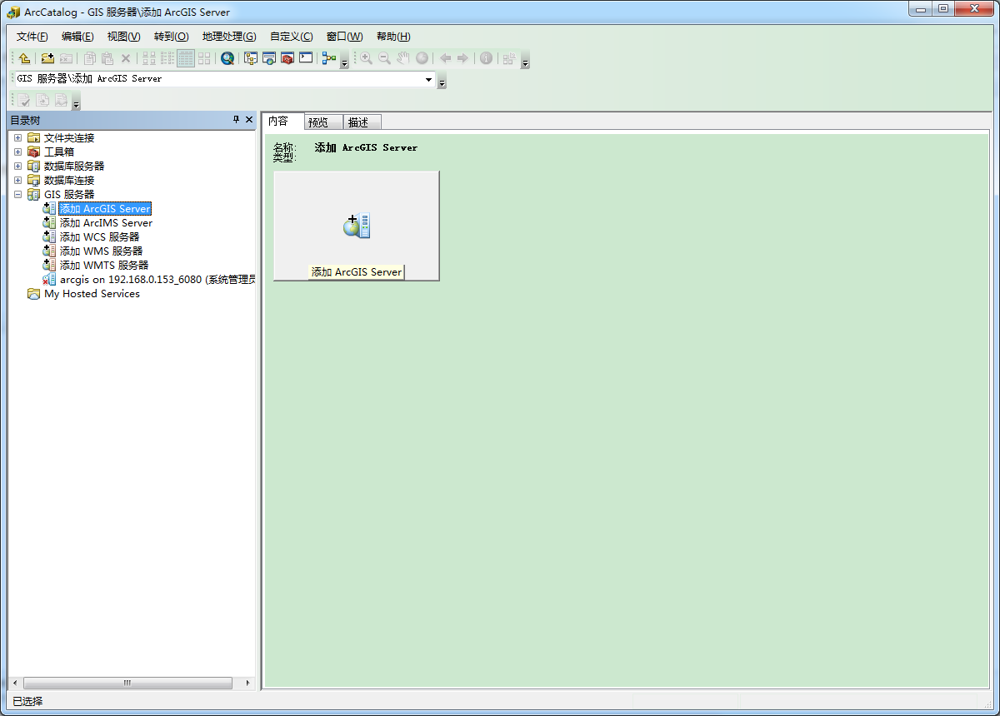 ArcCatalog - GIS 服务器\添加 ArcGIS Server
文件(F) 编辑(E) 视图(V) 转到(O) 地理处理(G) 自定义(C) 窗口(W) 帮助(H)
GIS 服务器\添加 ArcGIS Server
目录树
内容 预览 描述
文件夹连接
工具箱
数据库服务器
数据库连接
GIS 服务器
添加 ArcGIS Server
添加 ArcIMS Server
添加 WCS 服务器
添加 WMS 服务器
添加 WMTS 服务器
arcgis on 192.168.0.153_6080 (系统管理员
My Hosted Services
名称: 添加 ArcGIS Server
类型:
添加 ArcGIS Server
已选择